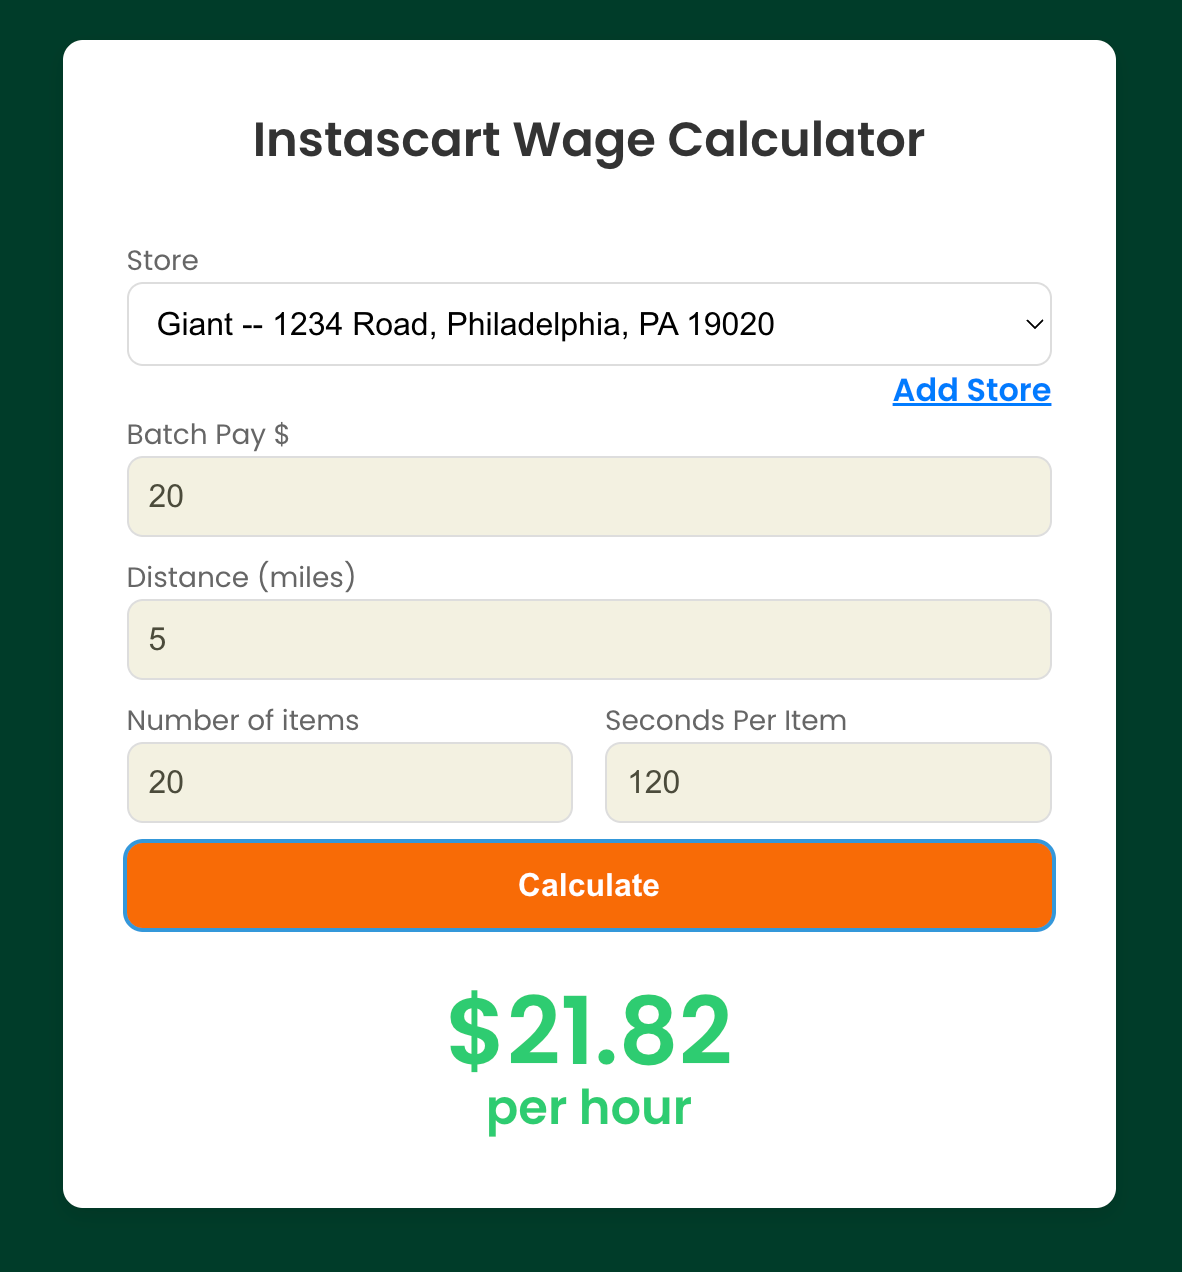 Instascart Wage Calculator
Store
Giant -- 1234 Road, Philadelphia, PA 19020
Add Store
Batch Pay $
20
Distance (miles)
5
Number of items
Seconds Per Item
20
120
Calculate
$21.82
per hour